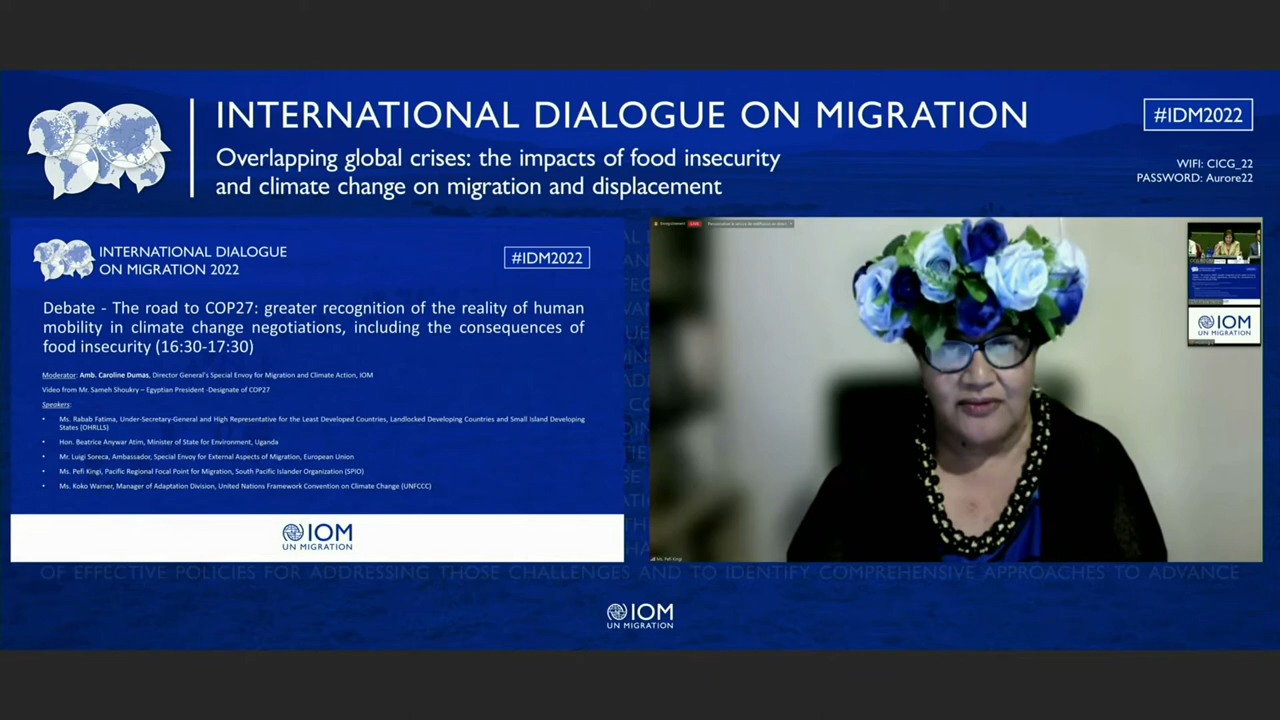 INTERNATIONAL DIALOGUE ON MIGRATION
Overlapping global crises: the impacts of food insecurity
and climate change on migration and displacement
#IDM2022
WIFI: CICG_22
PASSWORD: Aurore22
INTERNATIONAL DIALOGUE
ON MIGRATION 2022
#IDM2022
Debate - The road to COP27: greater recognition of the reality of human
mobility in climate change negotiations, including the consequences of
food insecurity (16:30-17:30)
Moderator: Amb. Caroline Dumas, Director General's Special Envoy for Migration and Climate Action, IOM
Video from Mr. Sameh Shoukry – Egyptian President -Designate of COP27
Speakers:
• Ms. Rabab Fatima, Under-Secretary-General and High Representative for the Least Developed Countries, Landlocked Developing Countries and Small Island Developing
States (OHRLLS)
• Hon. Beatrice Anywar Atim, Minister of State for Environment, Uganda
• Mr. Luigi Soreca, Ambassador, Special Envoy for External Aspects of Migration, European Union
• Ms. Pefi Kingi, Pacific Regional Focal Point for Migration, South Pacific Islander Organization (SPIO)
• Ms. Koko Warner, Manager of Adaptation Division, United Nations Framework Convention on Climate Change (UNFCCC)
IOM
UN MIGRATION
IOM
UN MIGRATION
Ms. Pefi Kingi
OF EFFECTIVE POLICIES FOR ADDRESSING THOSE CHALLENGES AND TO IDENTIFY COMPREHENSIVE APPROACHES TO ADVANCE
IOM
UN MIGRATION